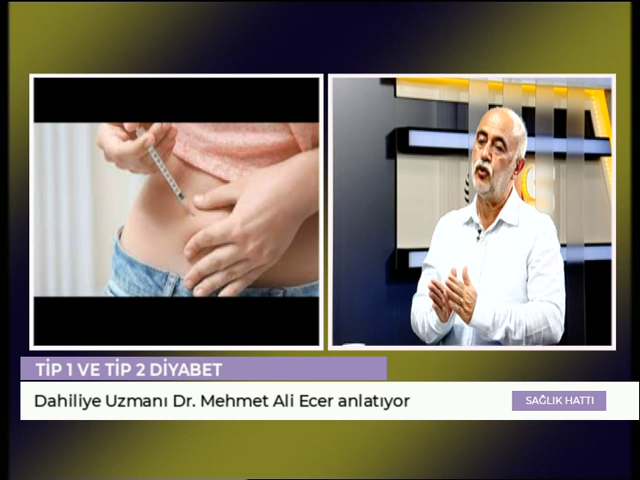 TİP 1 VE TİP 2 DİYABET
Dahiliye Uzmanı Dr. Mehmet Ali Ecer anlatıyor
SAĞLIK HATTI